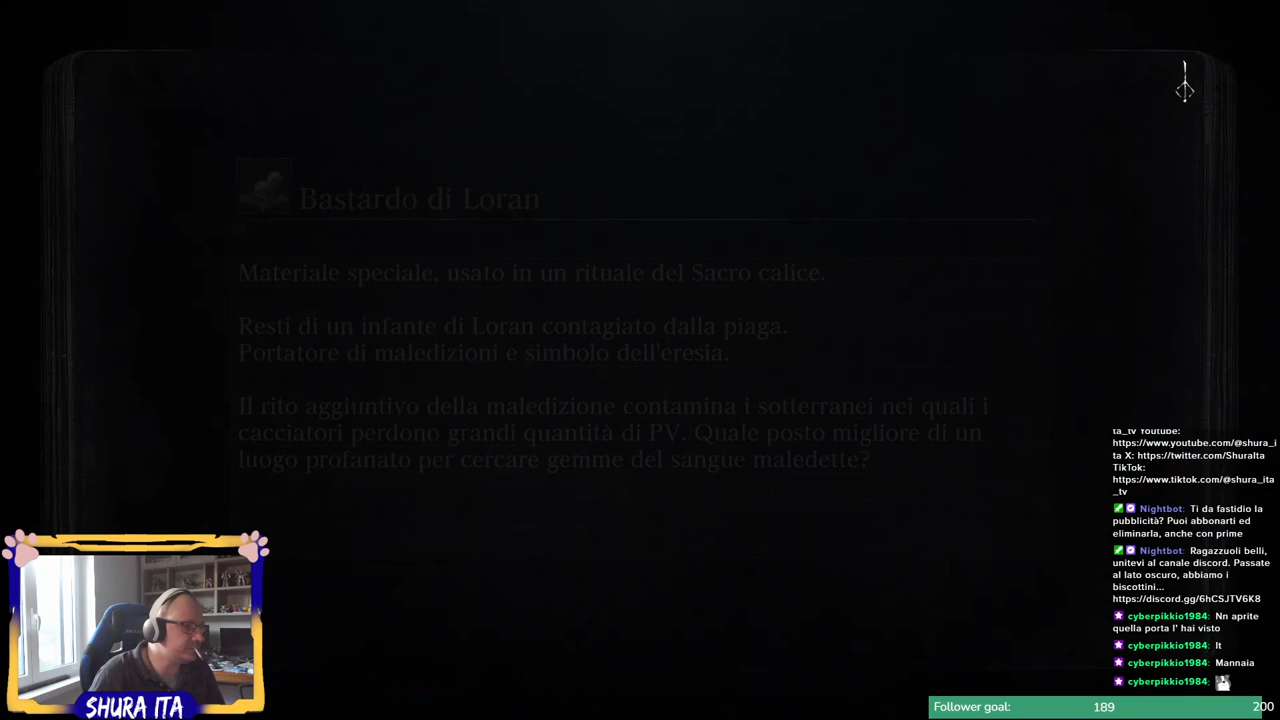 Bastardo di Loran
Materiale speciale, usato in un rituale del Sacro calice.
Resti di un infante di Loran contagiato dalla piaga.
Portatore di maledizioni e simbolo dell'eresia.
Il rito aggiuntivo della maledizione contamina i sotterranei nei quali i
cacciatori perdono grandi quantità di PV. Quale posto migliore di un
luogo profanato per cercare gemme del sangue maledette?
ta_tv Youtube:
https://www.youtube.com/@shura_i
ta X: https://twitter.com/ShuraIta
TikTok:
https://www.tiktok.com/@shura_ita
_tv
Nightbot: Ti da fastidio la
pubblicità? Puoi abbonarti ed
eliminarla, anche con prime
Nightbot: Ragazzuoli belli,
unitevi al canale discord. Passate
al lato oscuro, abbiamo i
biscottini...
https://discord.gg/6hCSJTV6K8
cyberpikkio1984: Nn aprite
quella porta l' hai visto
cyberpikkio1984: It
cyberpikkio1984: Mannaia
cyberpikkio1984:
SHURA ITA
Follower goal: 189 200